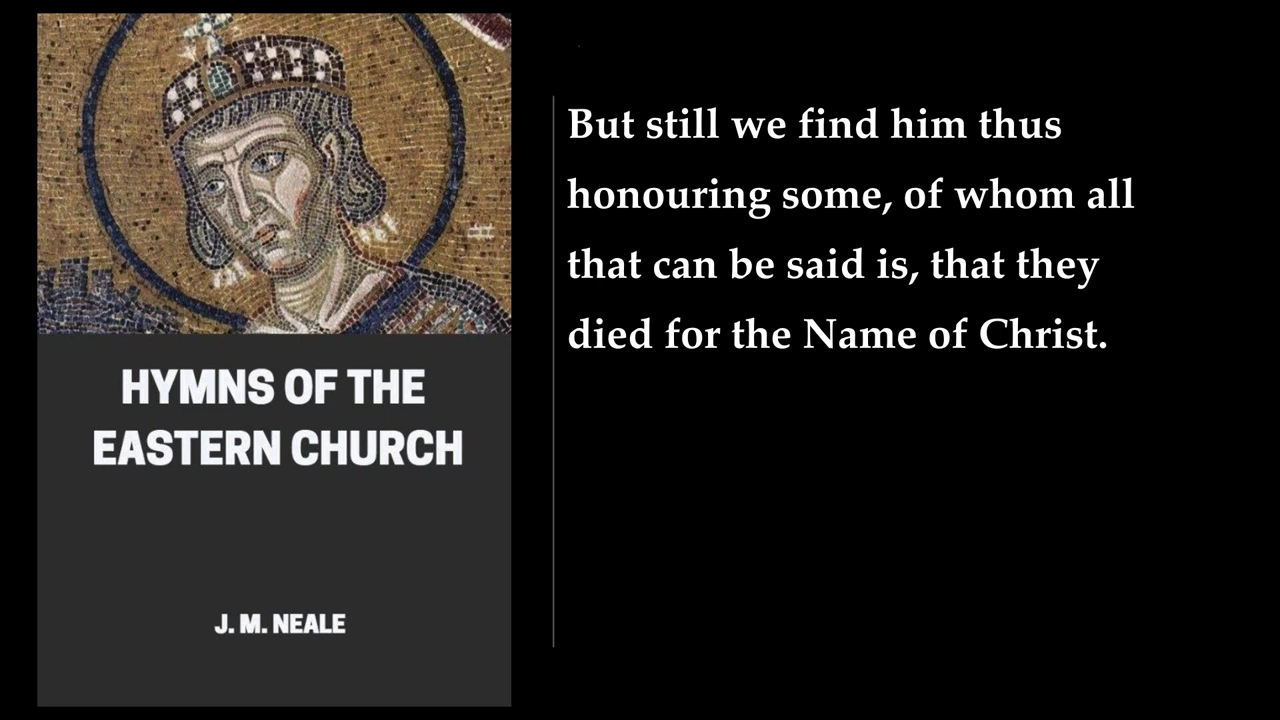 HYMNS OF THE
EASTERN CHURCH
J. M. NEALE
But still we find him thus
honouring some, of whom all
that can be said is, that they
died for the Name of Christ.